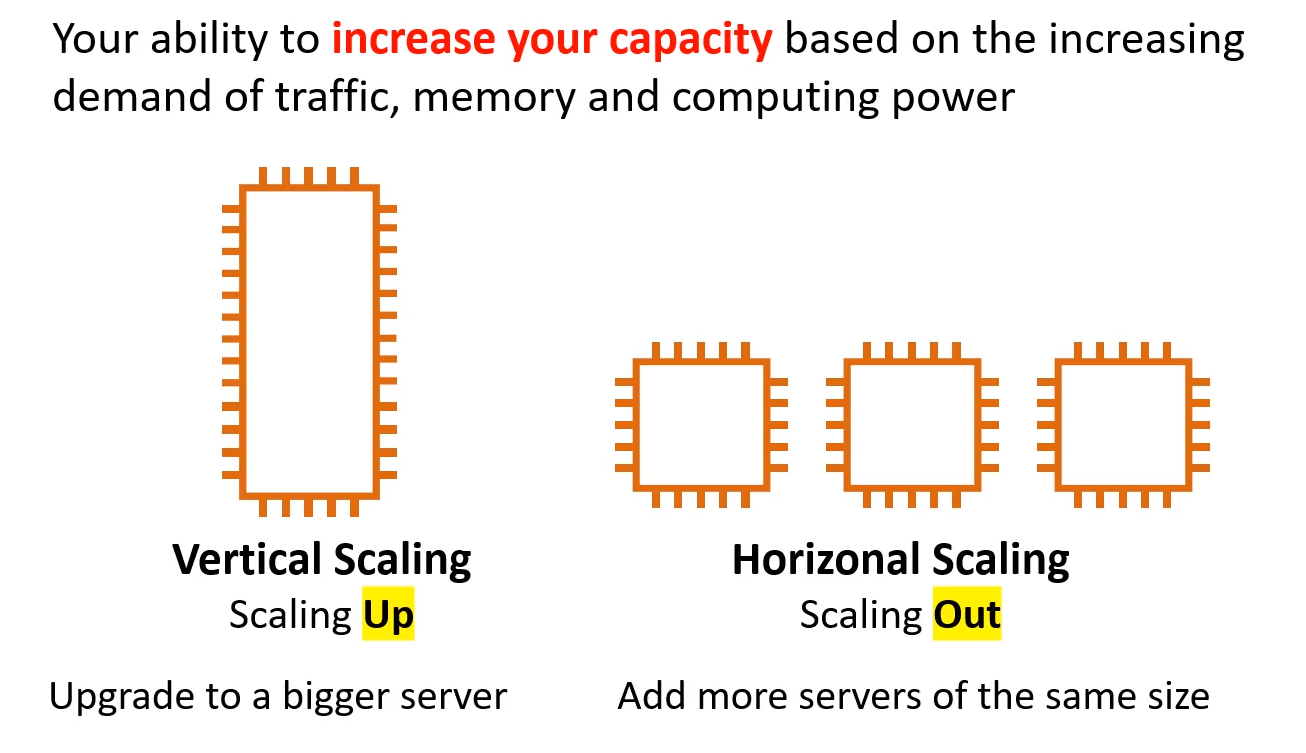 Your ability to increase your capacity based on the increasing
demand of traffic, memory and computing power
Vertical Scaling
Scaling Up
Upgrade to a bigger server
Horizonal Scaling
Scaling Out
Add more servers of the same size